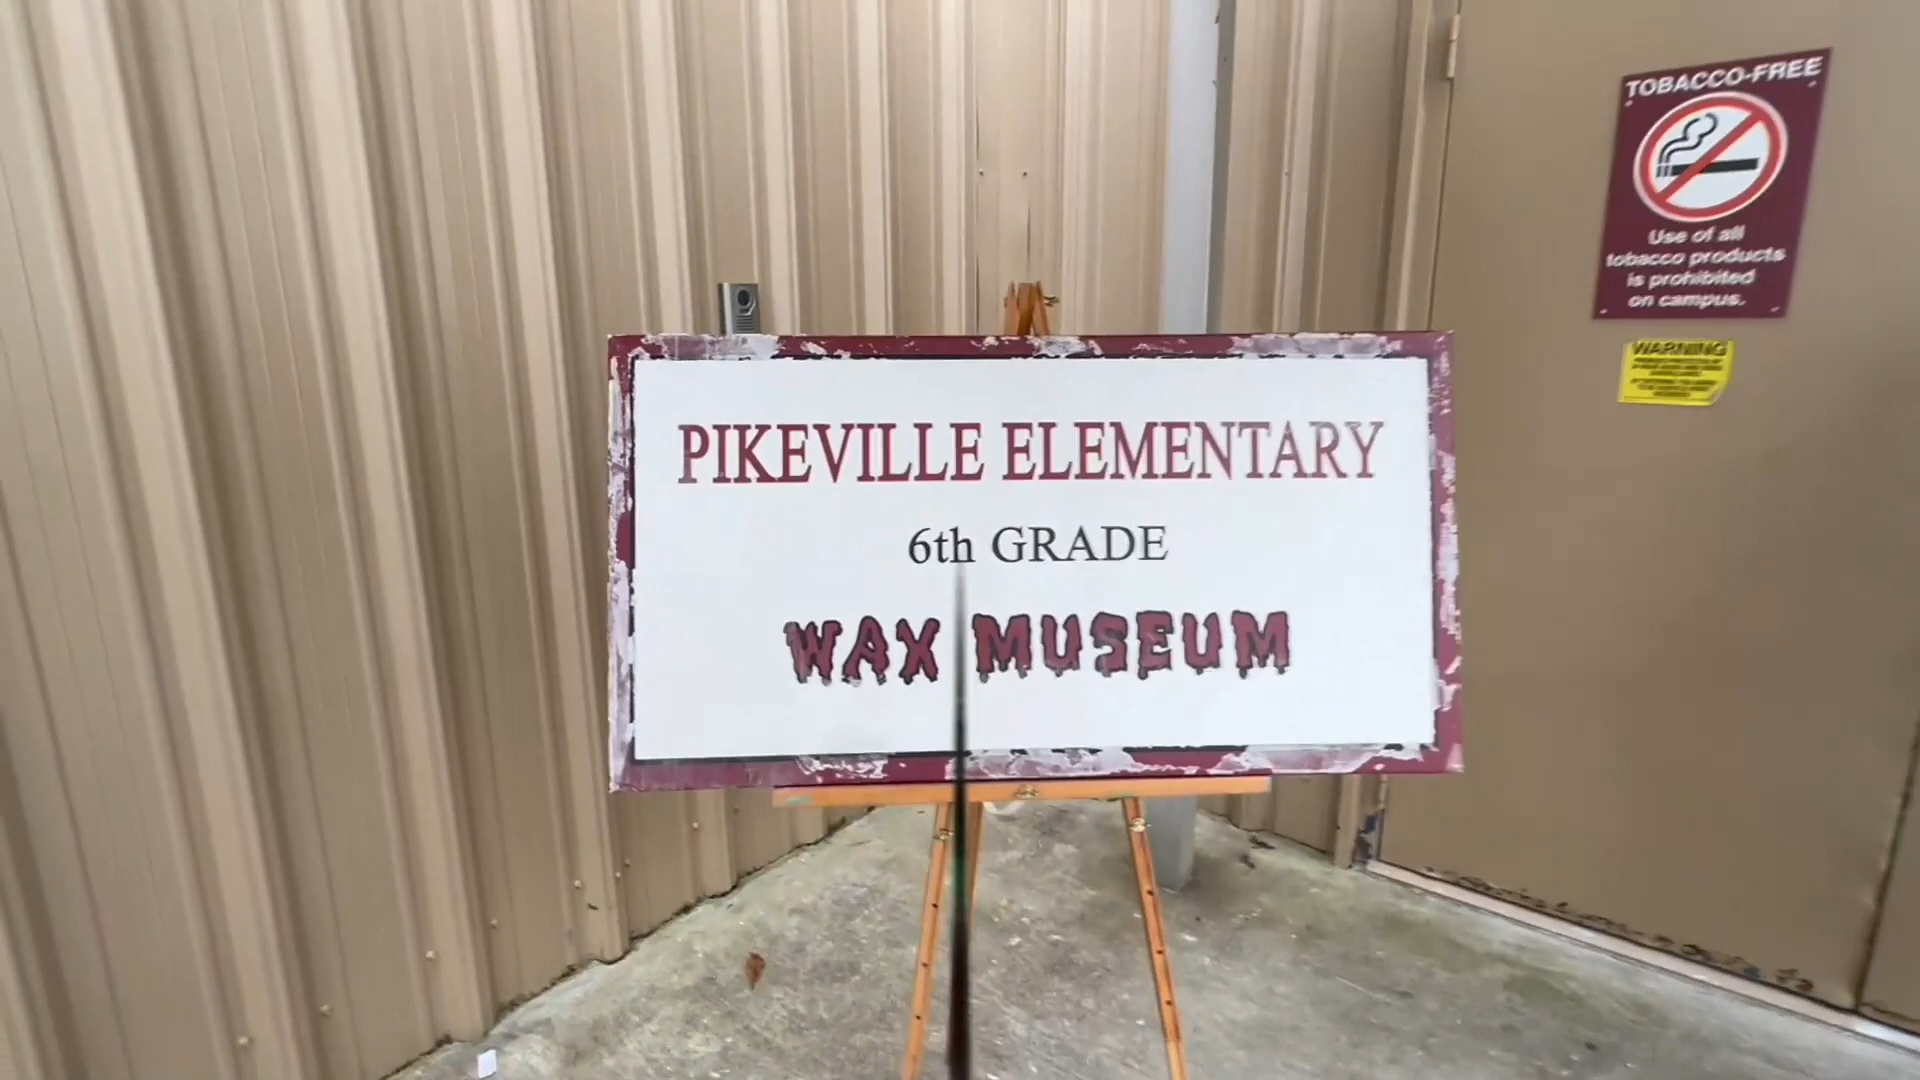 TOBACCO-FREE
Use of all
tobacco products
is prohibited
on campus.
WARNING
PIKEVILLE ELEMENTARY
6th GRADE
WAX MUSEUM